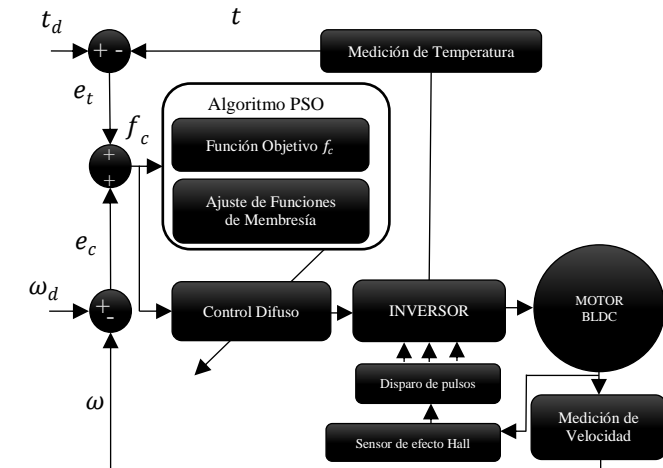 t_d
+ -
t
Medición de Temperatura
e_t
f_c
Algoritmo PSO
Función Objetivo f_c
+
+
Ajuste de Funciones
de Membresía
e_c
ω_d
+
-
Control Difuso
INVERSOR
MOTOR
BLDC
Disparo de pulsos
ω
Sensor de efecto Hall
Medición de
Velocidad